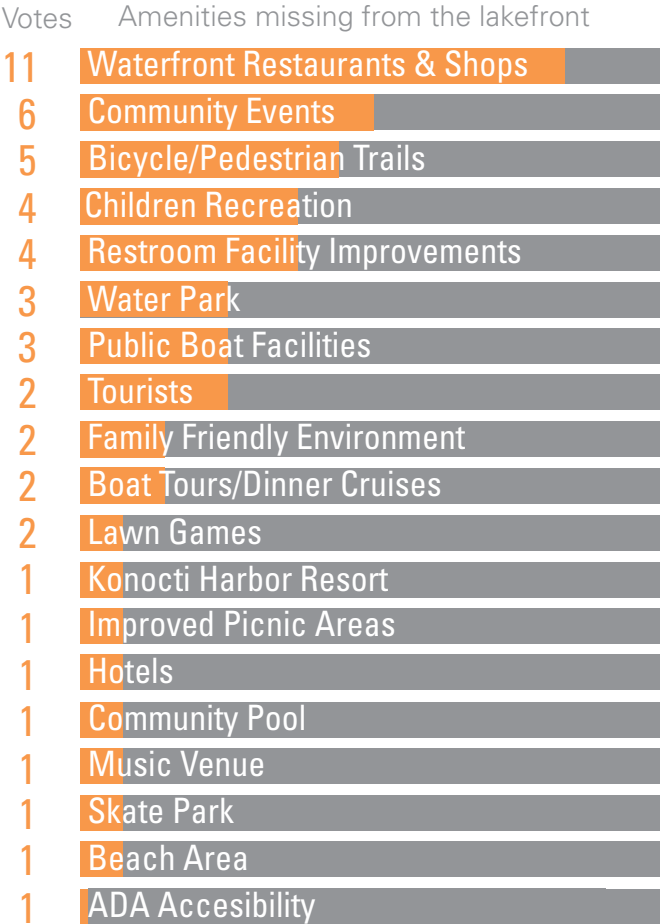 Votes Amenities missing from the lakefront
11 Waterfront Restaurants & Shops
6 Community Events
5 Bicycle/Pedestrian Trails
4 Children Recreation
4 Restroom Facility Improvements
3 Water Park
3 Public Boat Facilities
2 Tourists
2 Family Friendly Environment
2 Boat Tours/Dinner Cruises
2 Lawn Games
1 Konocti Harbor Resort
1 Improved Picnic Areas
1 Hotels
1 Community Pool
1 Music Venue
1 Skate Park
1 Beach Area
1 ADA Accesibility